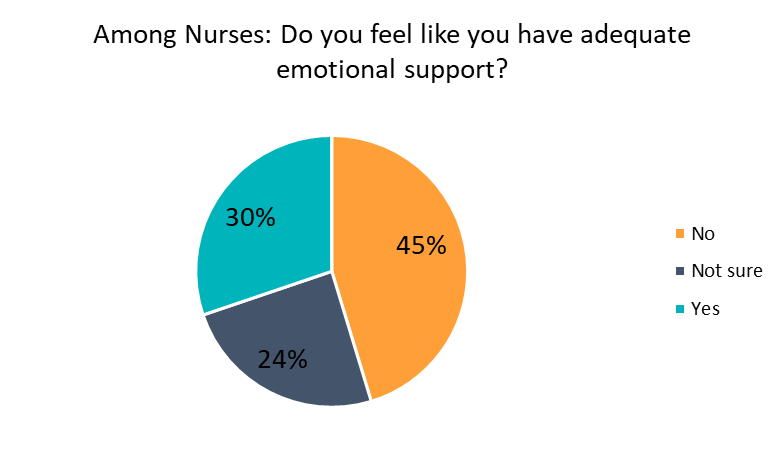 Among Nurses: Do you feel like you have adequate
emotional support?
30%
45%
24%
No
Not sure
Yes